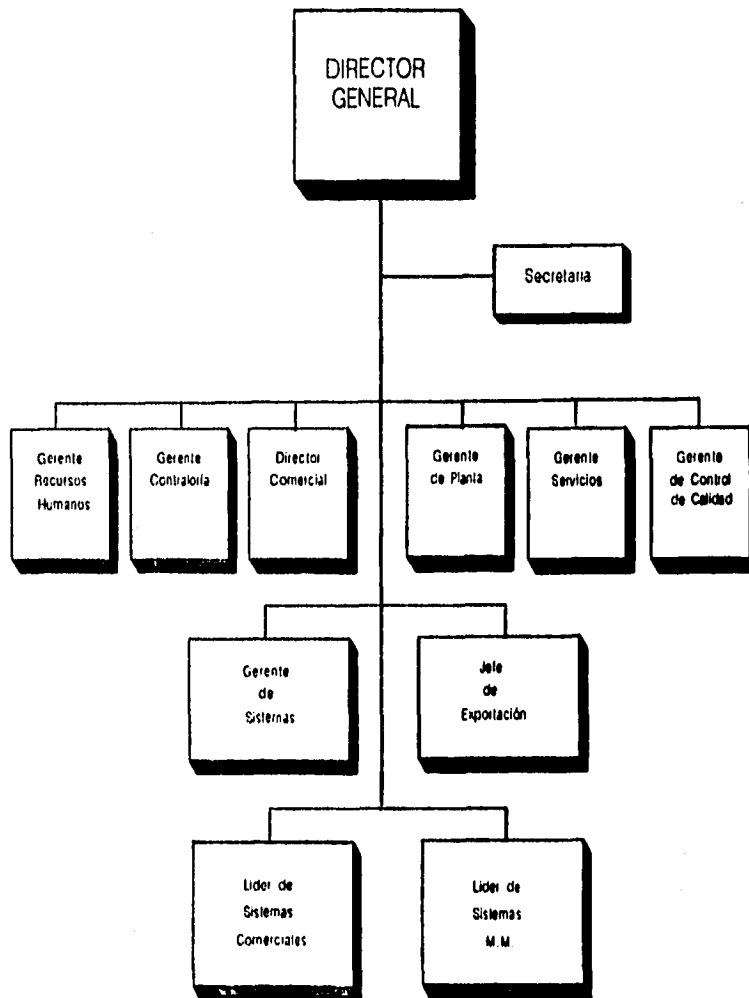 DIRECTOR
GENERAL
Secretaria
Gerente
Recursos
Humanos
Gerente
Contraloría
Director
Comercial
Gerente
de Planta
Gerente
Servicios
Gerente
de Control
de Calidad
Gerente
de
Sistemas
Jefe
de
Exportación
Lider de
Sistemas
Comerciales
Lider de
Sistemas
M.M.